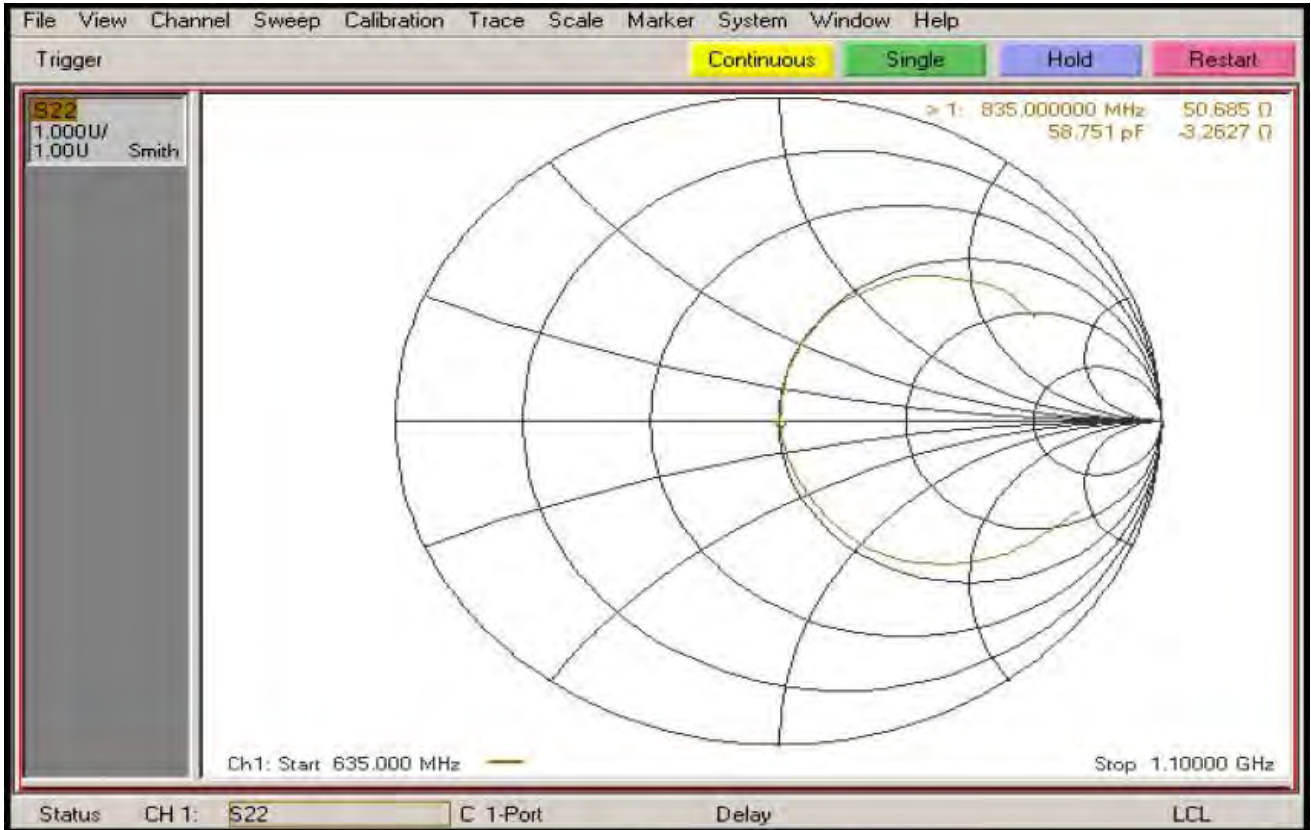 File View Channel Sweep Calibration Trace Scale Marker System Window Help
Trigger Continuous Single Hold Restart
S22
1.000U/
1.00U Smith
> 1: 835.000000 MHz 50.685 Ω
58.751 pF -3.2627 Ω
Ch1: Start 635.000 MHz
Stop 1.10000 GHz
Status CH 1: S22 C 1-Port Delay LCL